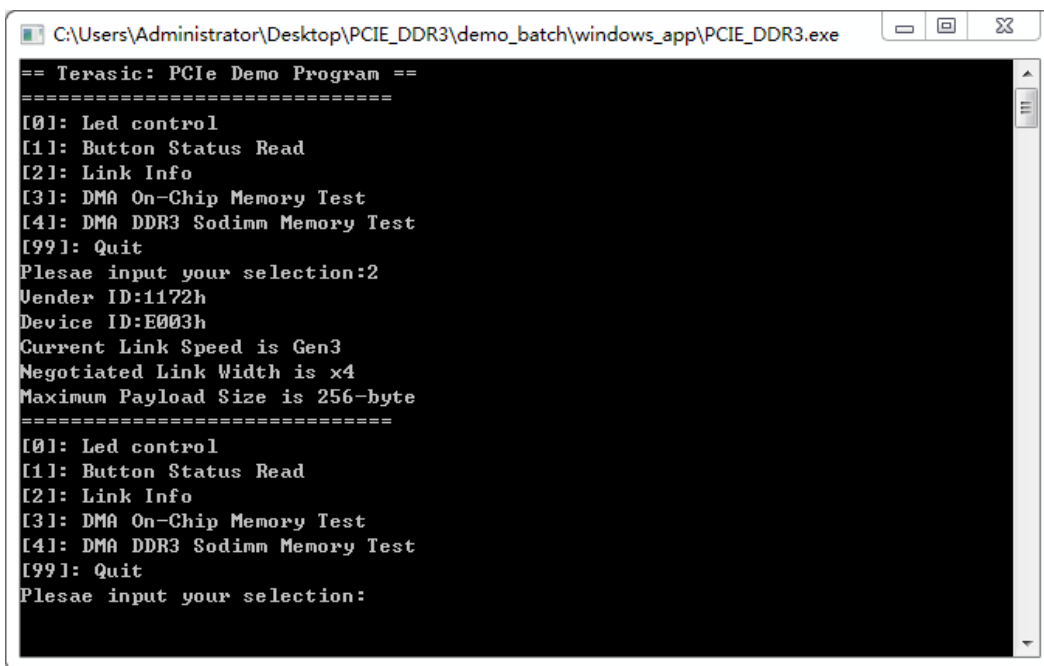 C:\Users\Administrator\Desktop\PCIE_DDR3\demo_batch\windows_app\PCIE_DDR3.exe
== Terasic: PCIe Demo Program ==
==============================
[0]: Led control
[1]: Button Status Read
[2]: Link Info
[3]: DMA On-Chip Memory Test
[4]: DMA DDR3 Sodimm Memory Test
[99]: Quit
Plesae input your selection:2
Vender ID:1172h
Device ID:E003h
Current Link Speed is Gen3
Negotiated Link Width is x4
Maximum Payload Size is 256-byte
==============================
[0]: Led control
[1]: Button Status Read
[2]: Link Info
[3]: DMA On-Chip Memory Test
[4]: DMA DDR3 Sodimm Memory Test
[99]: Quit
Plesae input your selection: